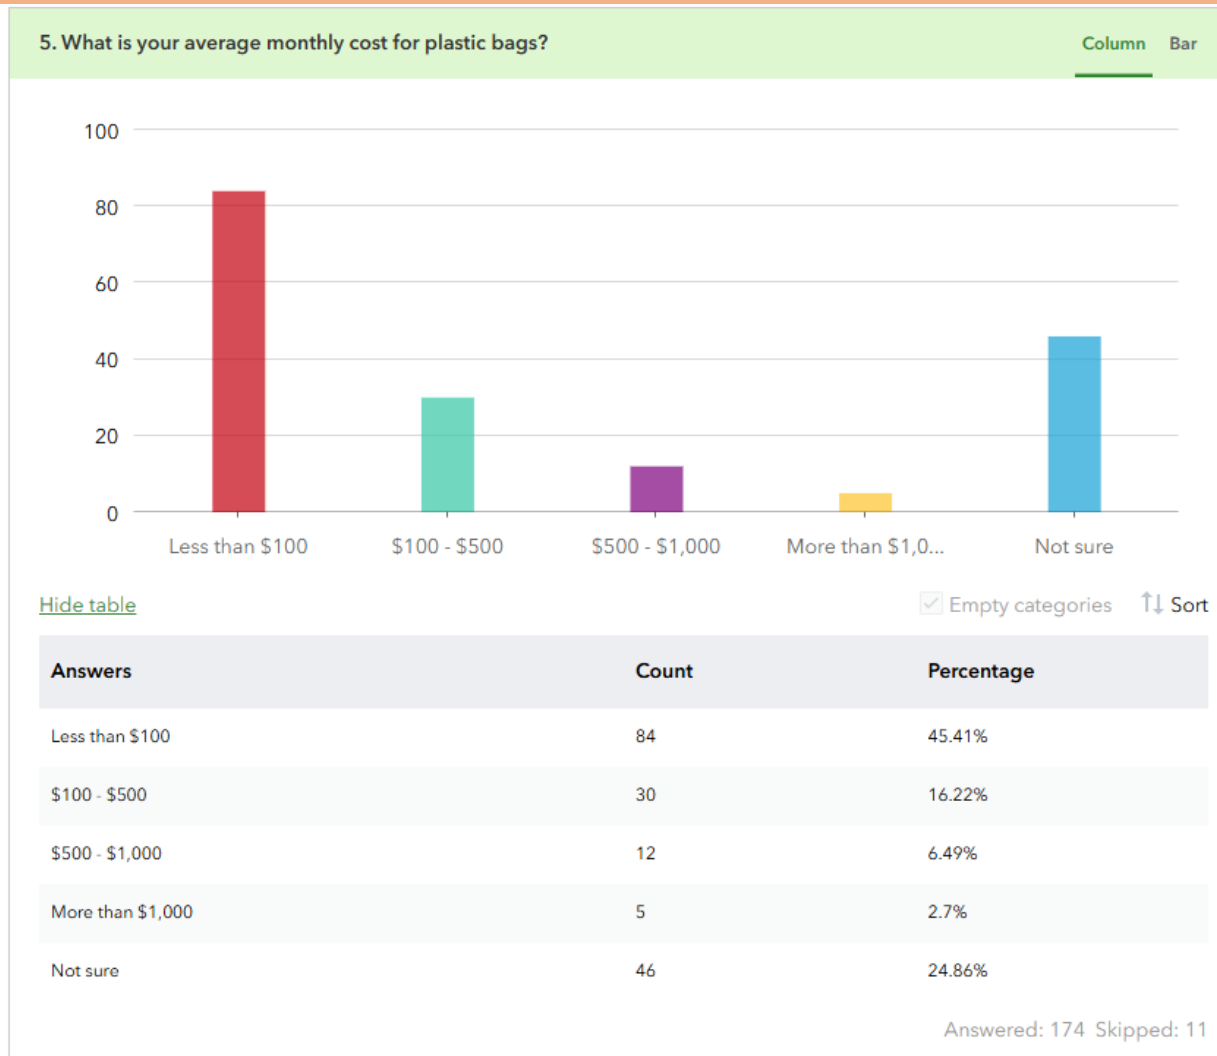 5. What is your average monthly cost for plastic bags?
Column Bar
100
80
60
40
20
0
Less than $100 $100 - $500 $500 - $1,000 More than $1,0... Not sure
Hide table Empty categories Sort
Answers Count Percentage
Less than $100 84 45.41%
$100 - $500 30 16.22%
$500 - $1,000 12 6.49%
More than $1,000 5 2.7%
Not sure 46 24.86%
Answered: 174 Skipped: 11